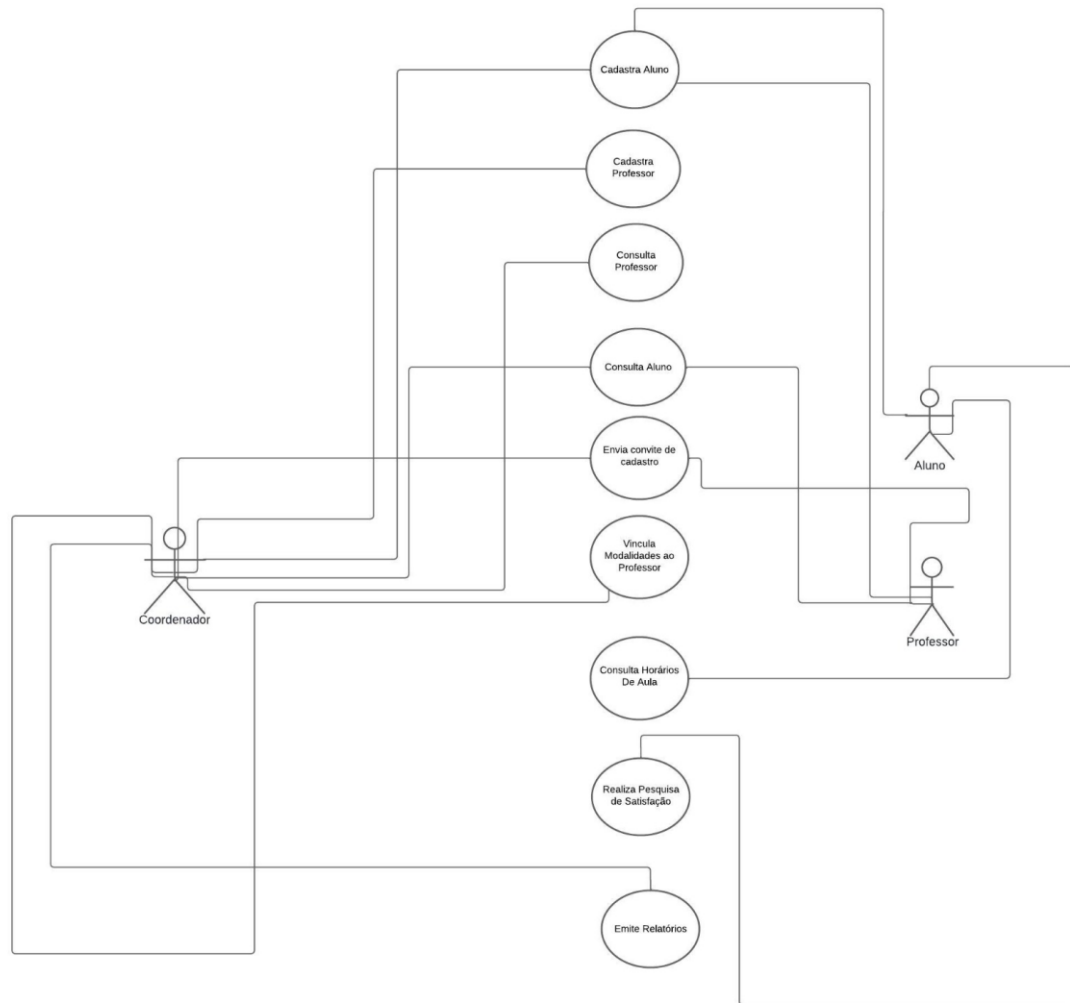 Cadastra Aluno
Cadastra
Professor
Consulta
Professor
Consulta Aluno
Aluno
Envia convite de
cadastro
Vincula
Modalidades ao
Professor
Coordenador
Professor
Consulta Horários
De Aula
Realiza Pesquisa
de Satisfação
Emite Relatórios